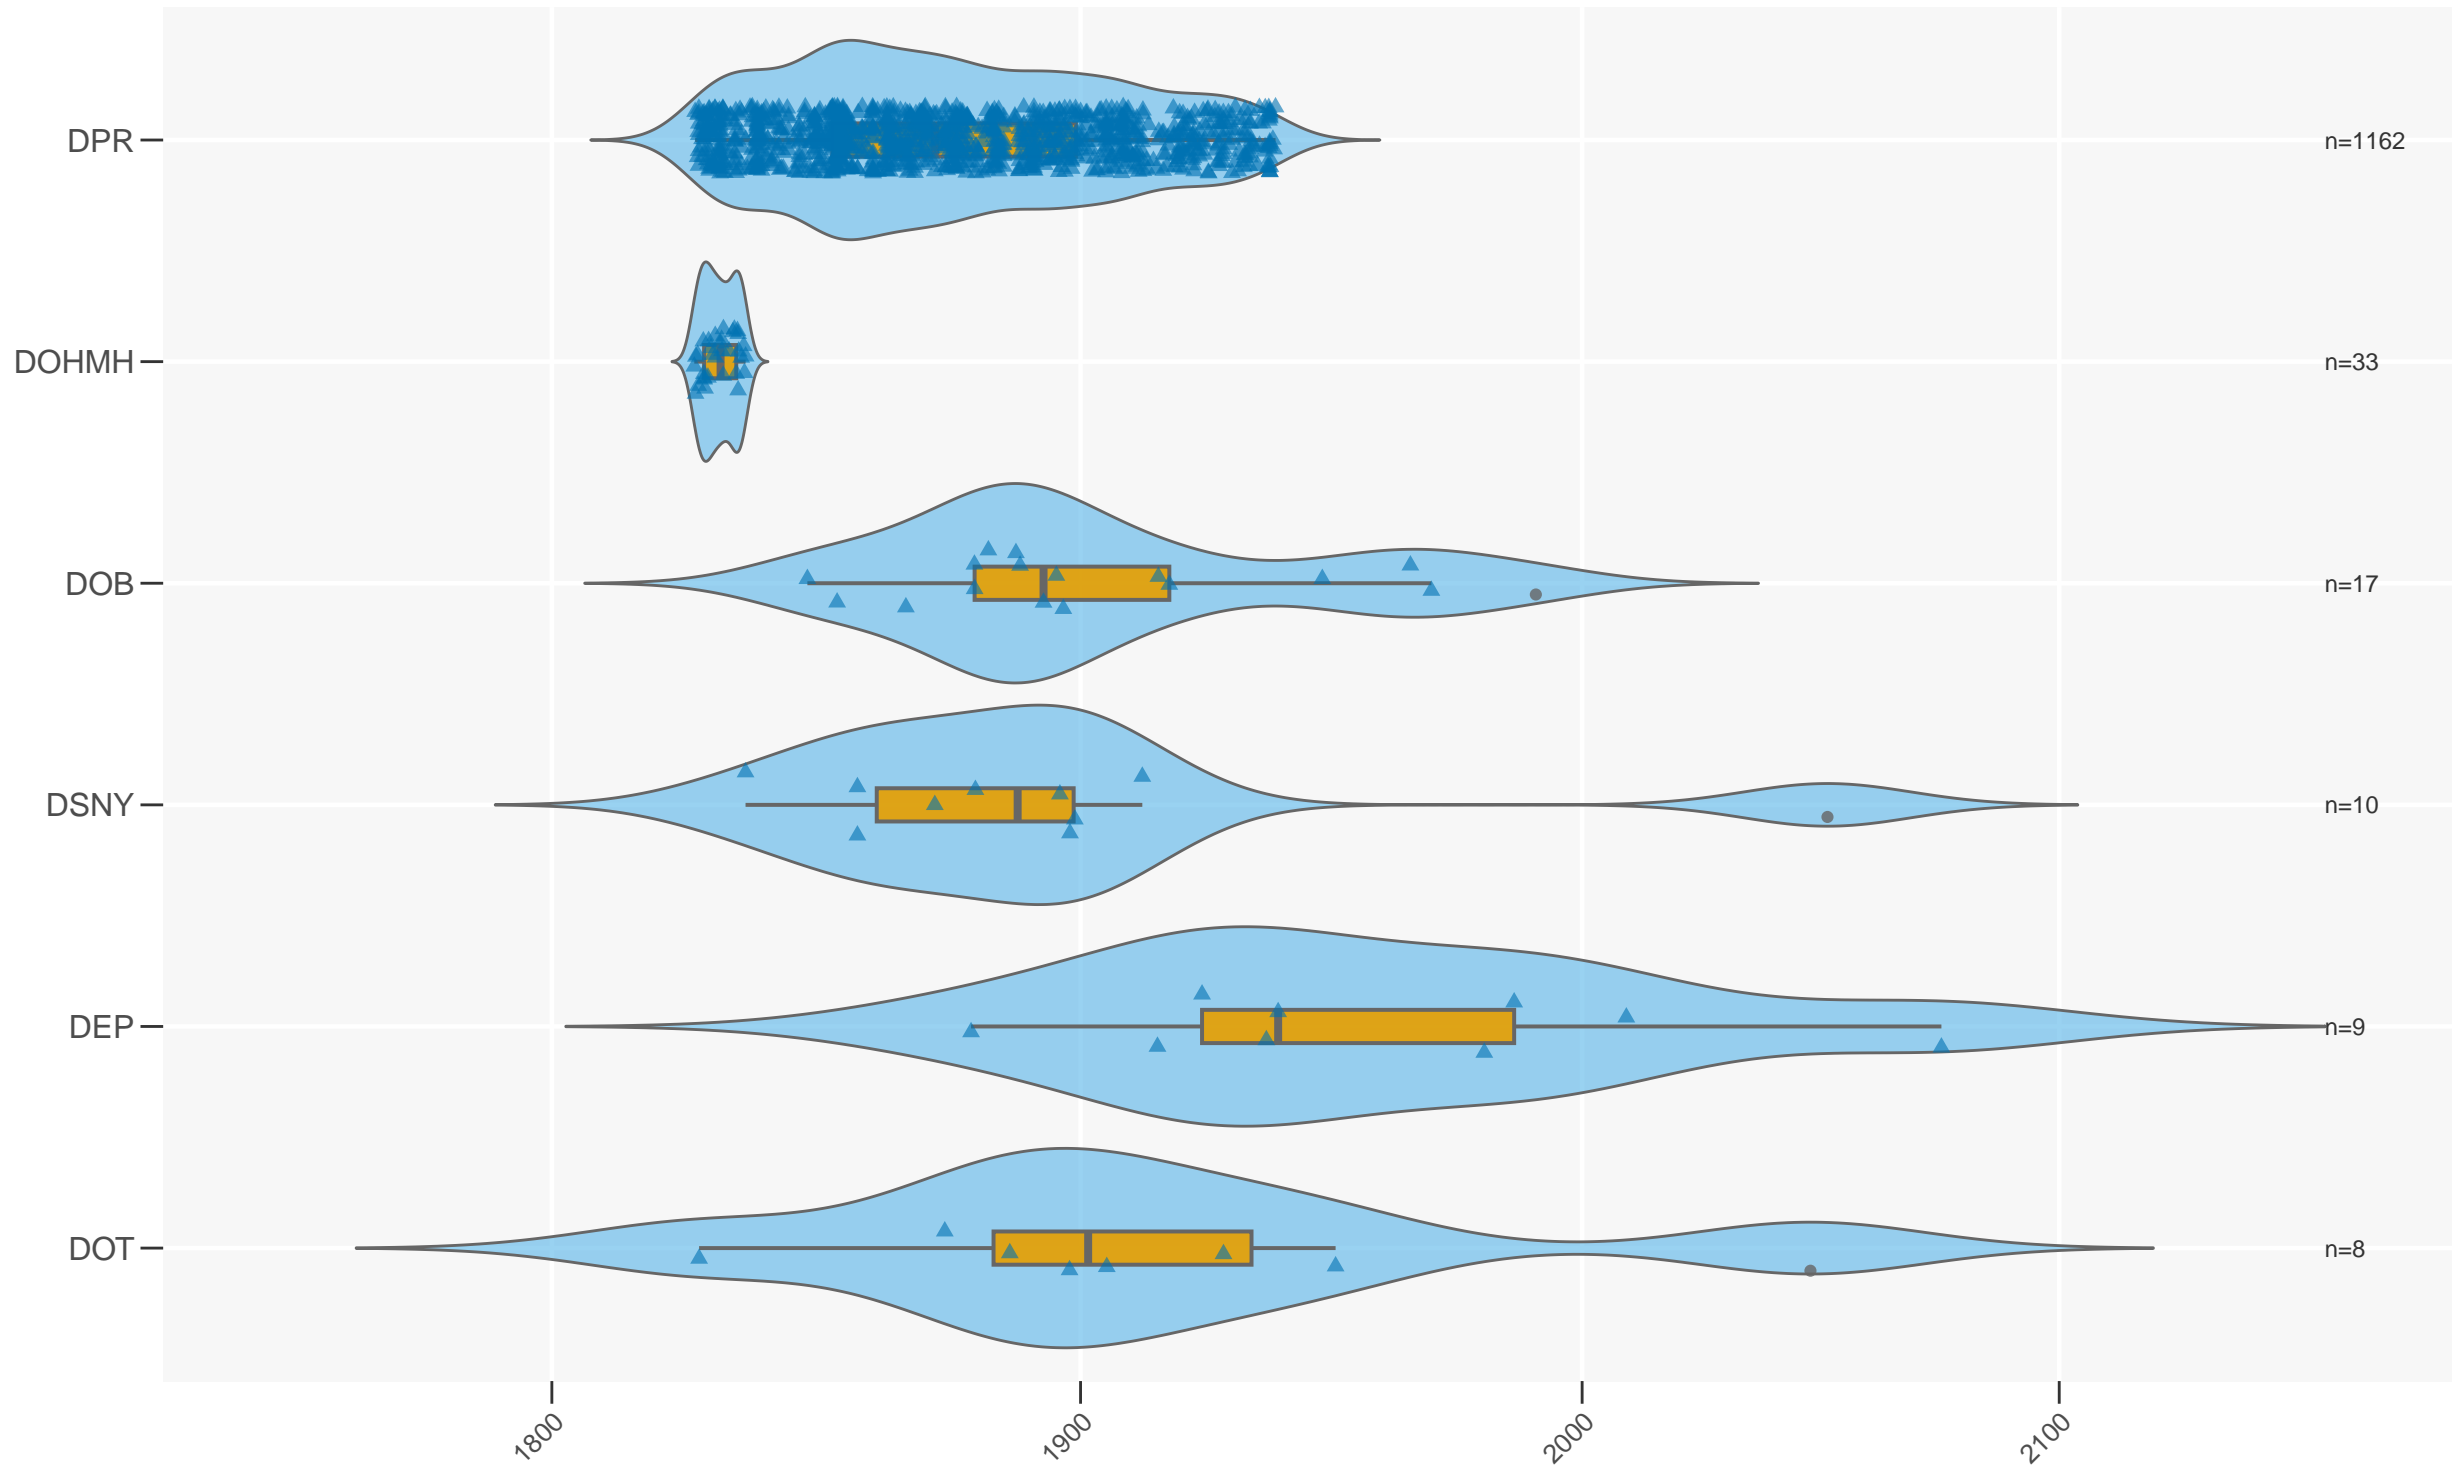 DPR n=1162
DOHMH n=33
DOB n=17
DSNY n=10
DEP n=9
DOT n=8
1800 1900 2000 2100